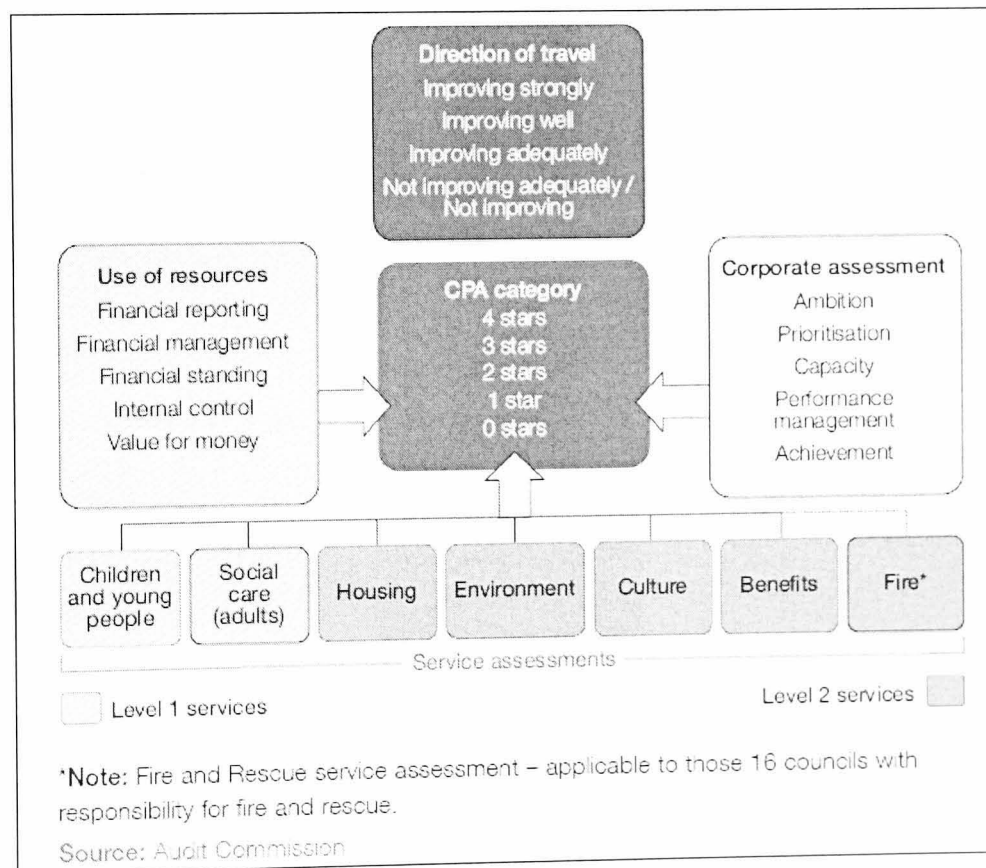 Direction of travel
Improving strongly
Improving well
Improving adequately
Not improving adequately /
Not improving
Use of resources
Financial reporting
Financial management
Financial standing
Internal control
Value for money
CPA category
4 stars
3 stars
2 stars
1 star
0 stars
Corporate assessment
Ambition
Prioritisation
Capacity
Performance
management
Achievement
Children
and young
people
Social
care
(adults)
Housing
Environment
Culture
Benefits
Fire*
Service assessments
Level 1 services
Level 2 services
*Note: Fire and Rescue service assessment – applicable to those 16 councils with
responsibility for fire and rescue.
Source: Audit Commission